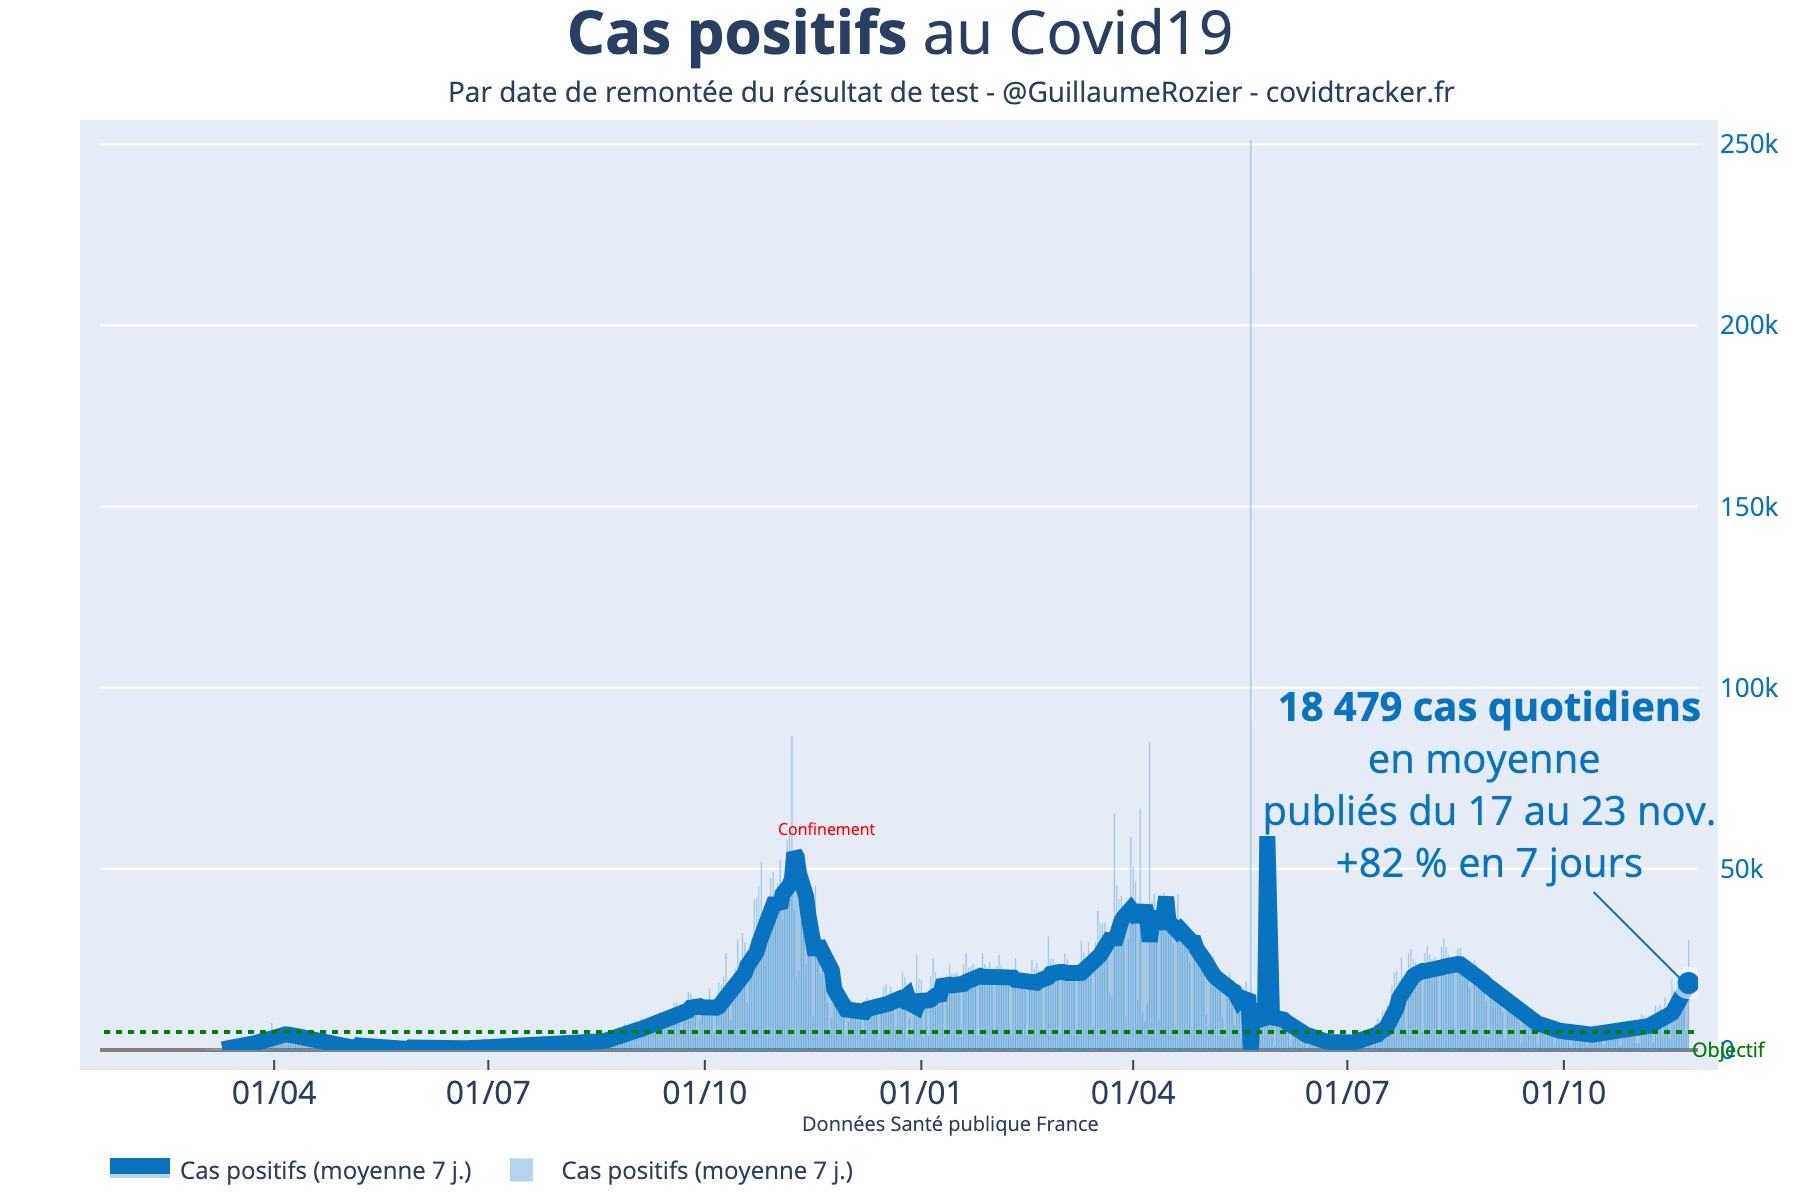 Cas positifs au Covid19
Par date de remontée du résultat de test - @GuillaumeRozier - covidtracker.fr
250k
200k
150k
100k
18 479 cas quotidiens
en moyenne
publiés du 17 au 23 nov.
+82 % en 7 jours
Confinement
50k
0
Objectif
01/04
01/07
01/10
01/01
01/04
01/07
01/10
Données Santé publique France
Cas positifs (moyenne 7 j.)
Cas positifs (moyenne 7 j.)